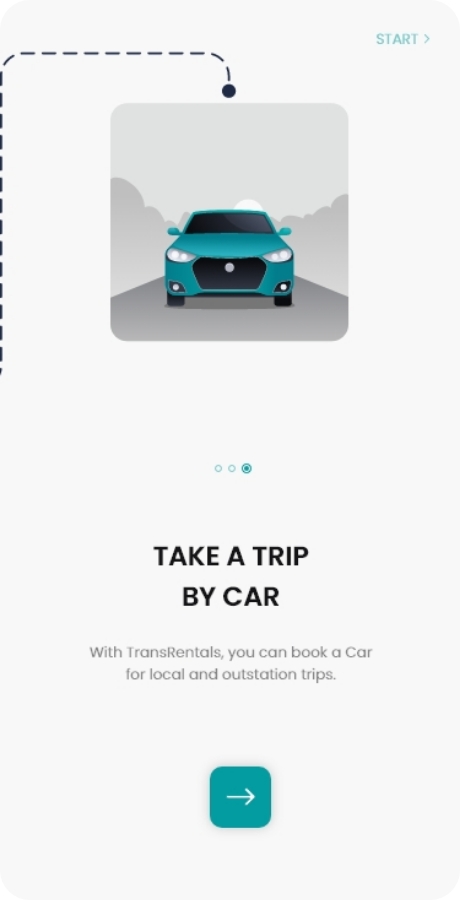 START >
TAKE A TRIP
BY CAR
With TransRentals, you can book a Car
for local and outstation trips.